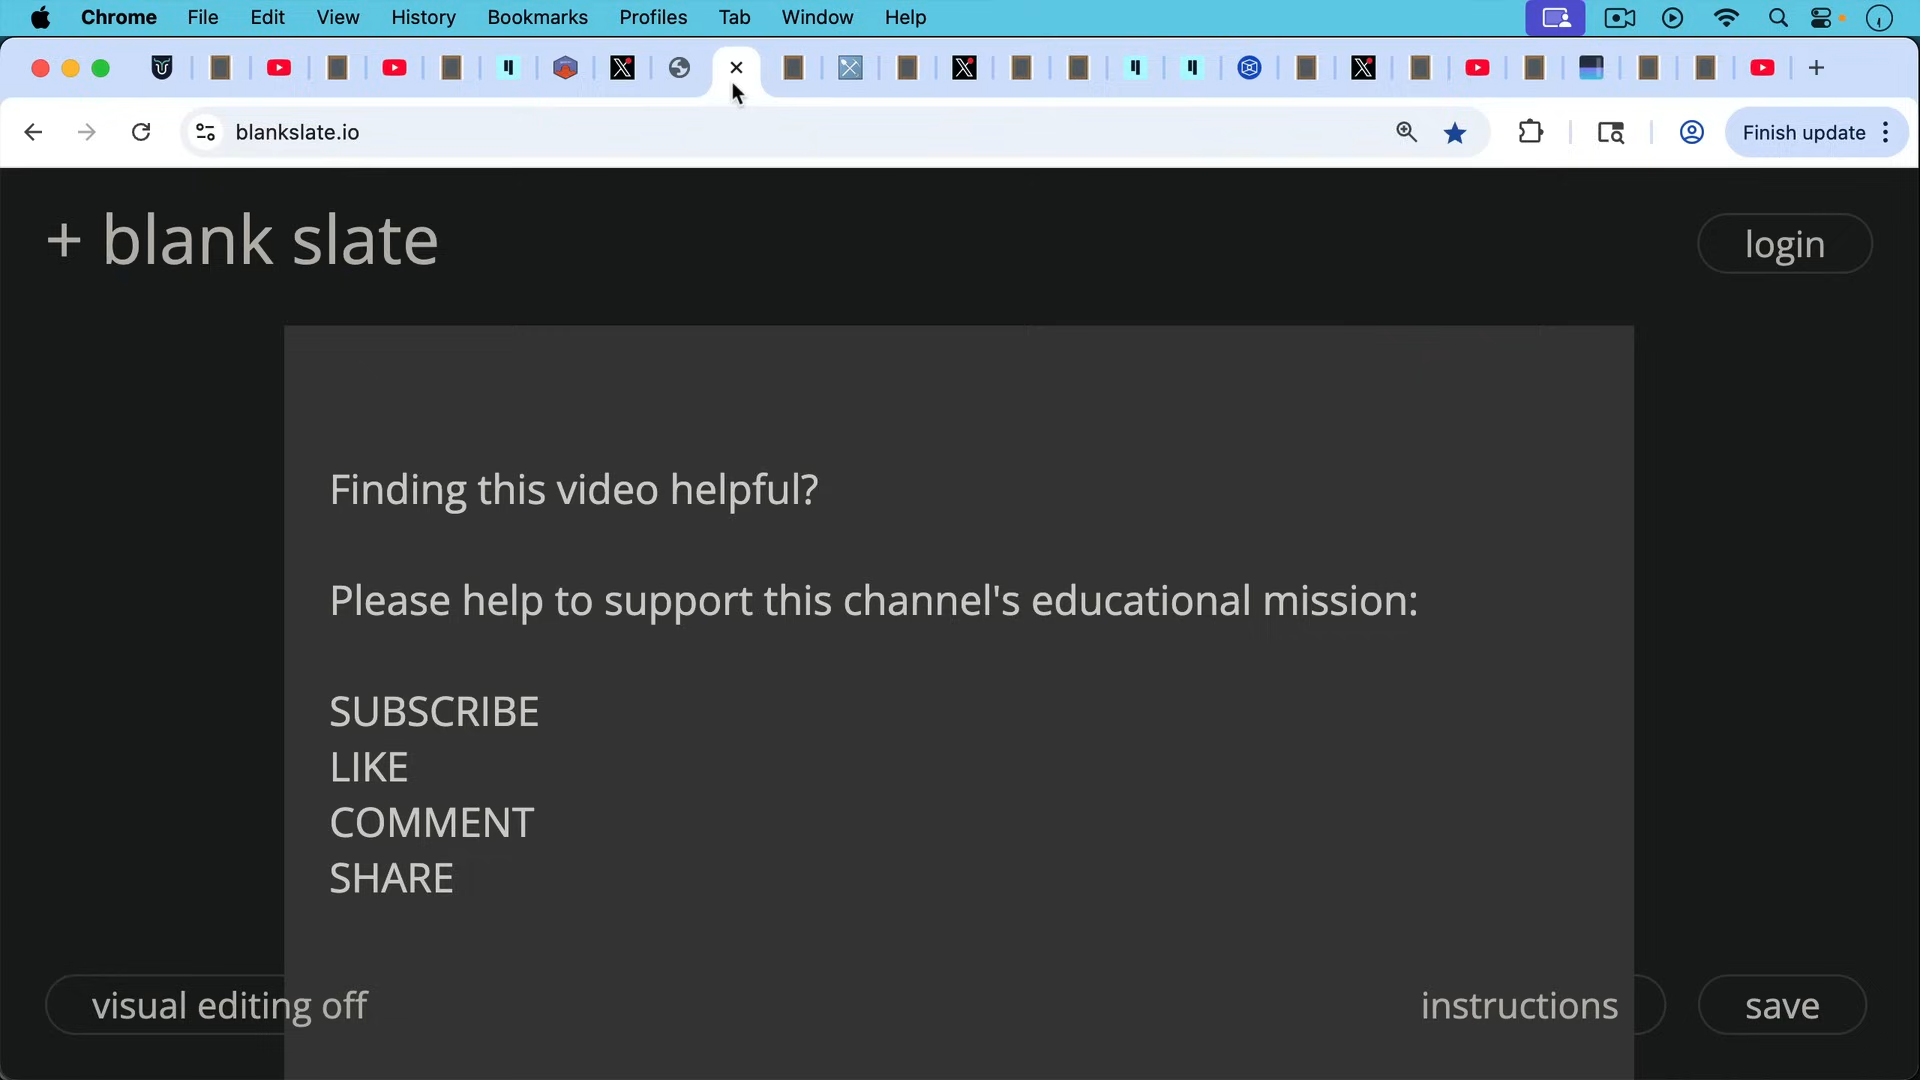 Chrome File Edit View History Bookmarks Profiles Tab Window Help
blankslate.io
Finish update
+ blank slate
login
Finding this video helpful?
Please help to support this channel's educational mission:
SUBSCRIBE
LIKE
COMMENT
SHARE
visual editing off
instructions
save